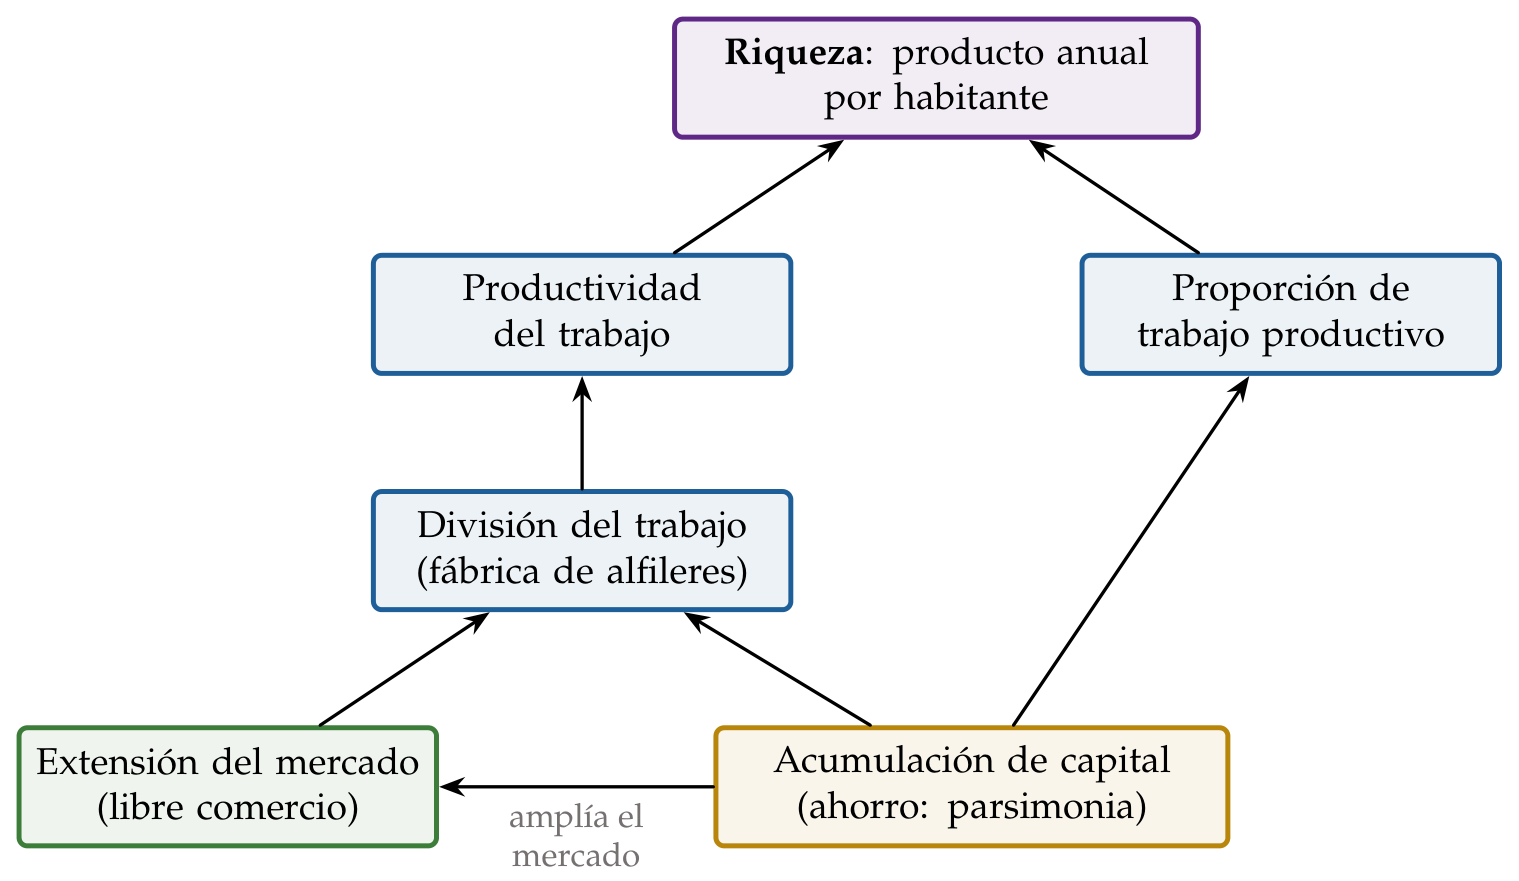 Riqueza: producto anual
por habitante
Productividad
del trabajo
Proporción de
trabajo productivo
División del trabajo
(fábrica de alfileres)
Extensión del mercado
(libre comercio)
Acumulación de capital
(ahorro: parsimonia)
amplía el
mercado